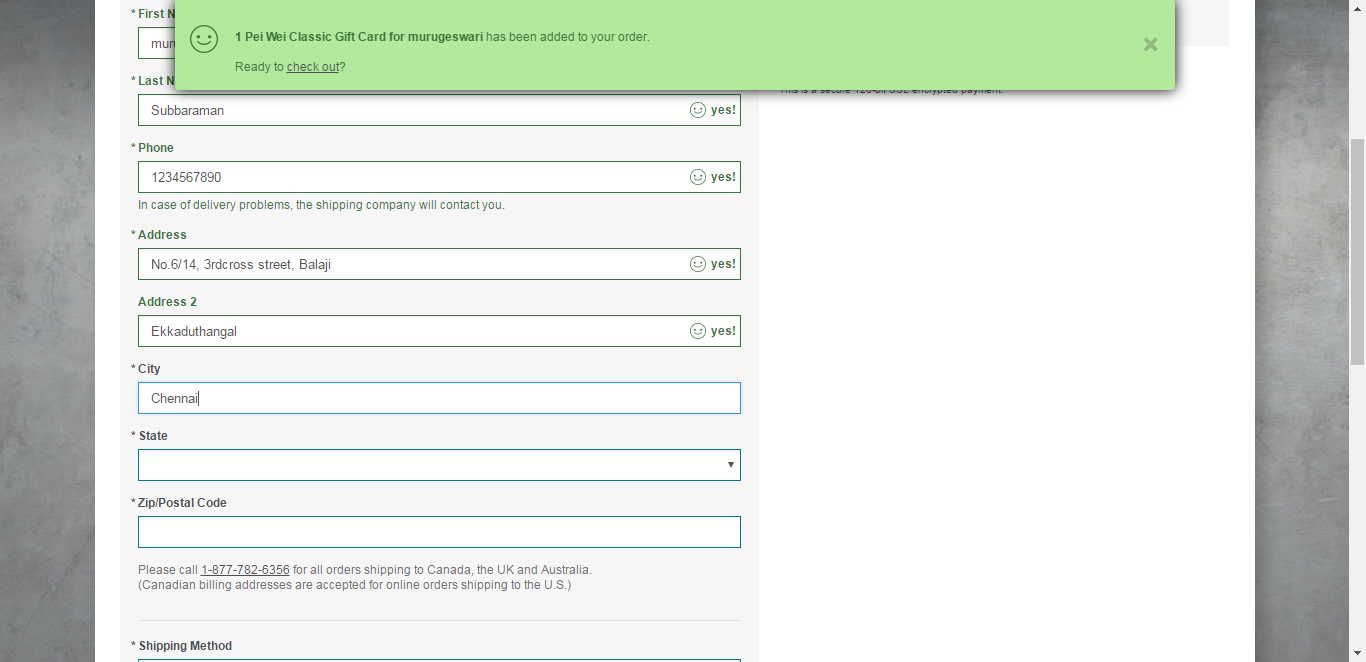 1 Pei Wei Classic Gift Card for murugeswari has been added to your order.
Ready to check out?
* First N
mur
* Last N
Subbaraman yes!
* Phone
1234567890 yes!
In case of delivery problems, the shipping company will contact you.
* Address
No.6/14, 3rdcross street, Balaji yes!
Address 2
Ekkaduthangal yes!
* City
Chennai
* State
* Zip/Postal Code
Please call 1-877-782-6356 for all orders shipping to Canada, the UK and Australia.
(Canadian billing addresses are accepted for online orders shipping to the U.S.)
* Shipping Method
This is a secure 128-bit SSL encrypted payment.